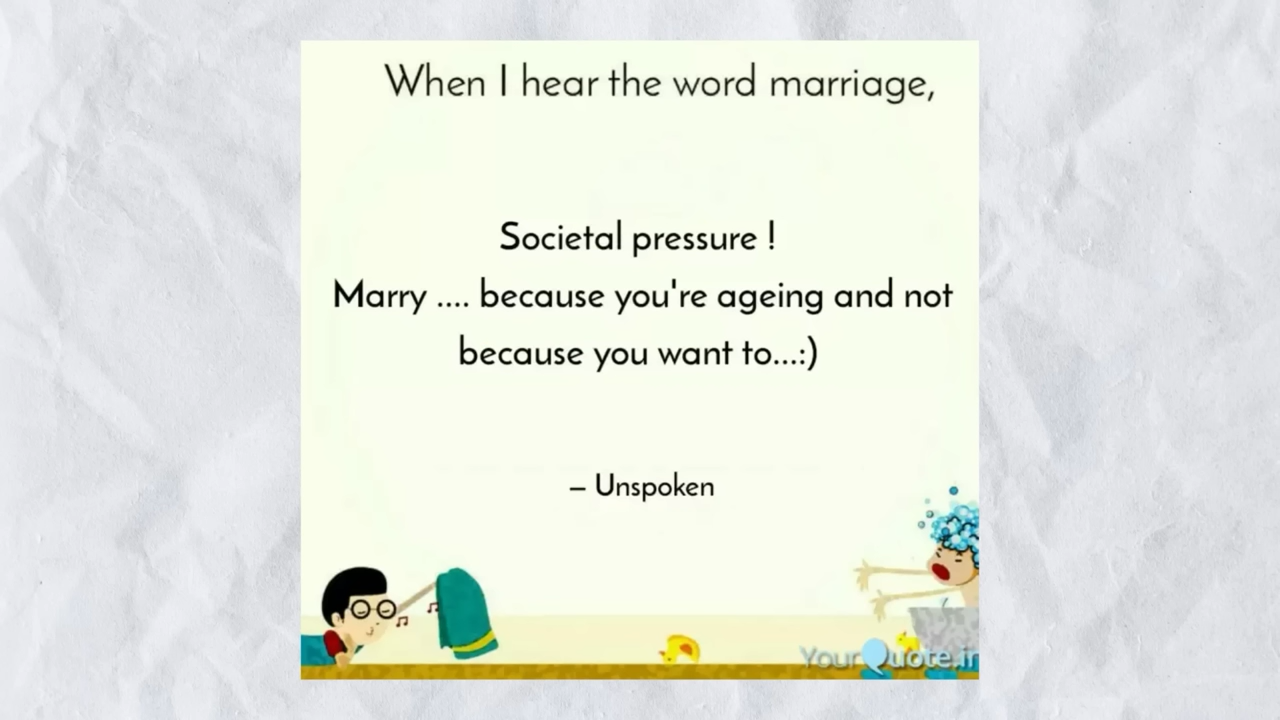 When I hear the word marriage,
Societal pressure !
Marry .... because you're ageing and not
because you want to...:)
– Unspoken
YourQuote.in